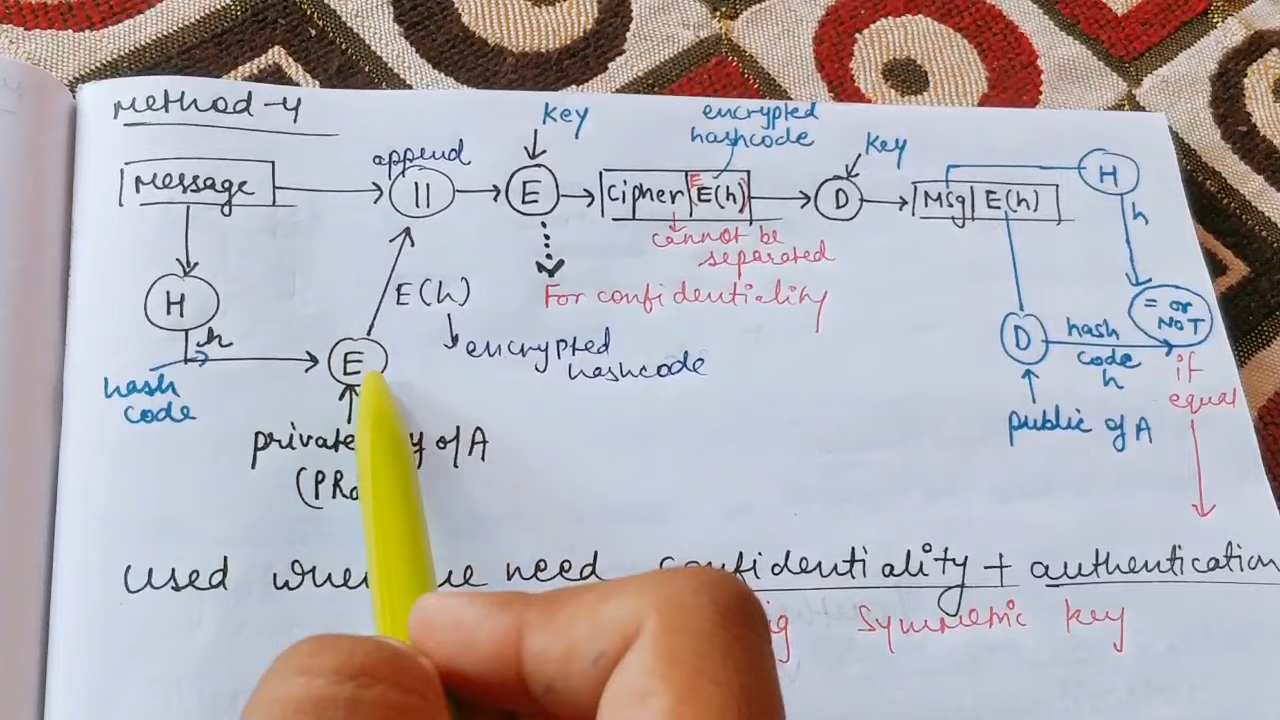 Method-4
Message
append
||
Key
E
Cipher
E
E(h)
encrypted
hashcode
Key
D
Msg
E(h)
H
h
cannot be
separated
For confidentiality
H
h
hash
code
E
E(h)
encrypted
hashcode
D
hash
code
h
= or
NOT
if
equal
public of A
private
y of A
(PR
used
we need confidentiality + authentication
symmetric key